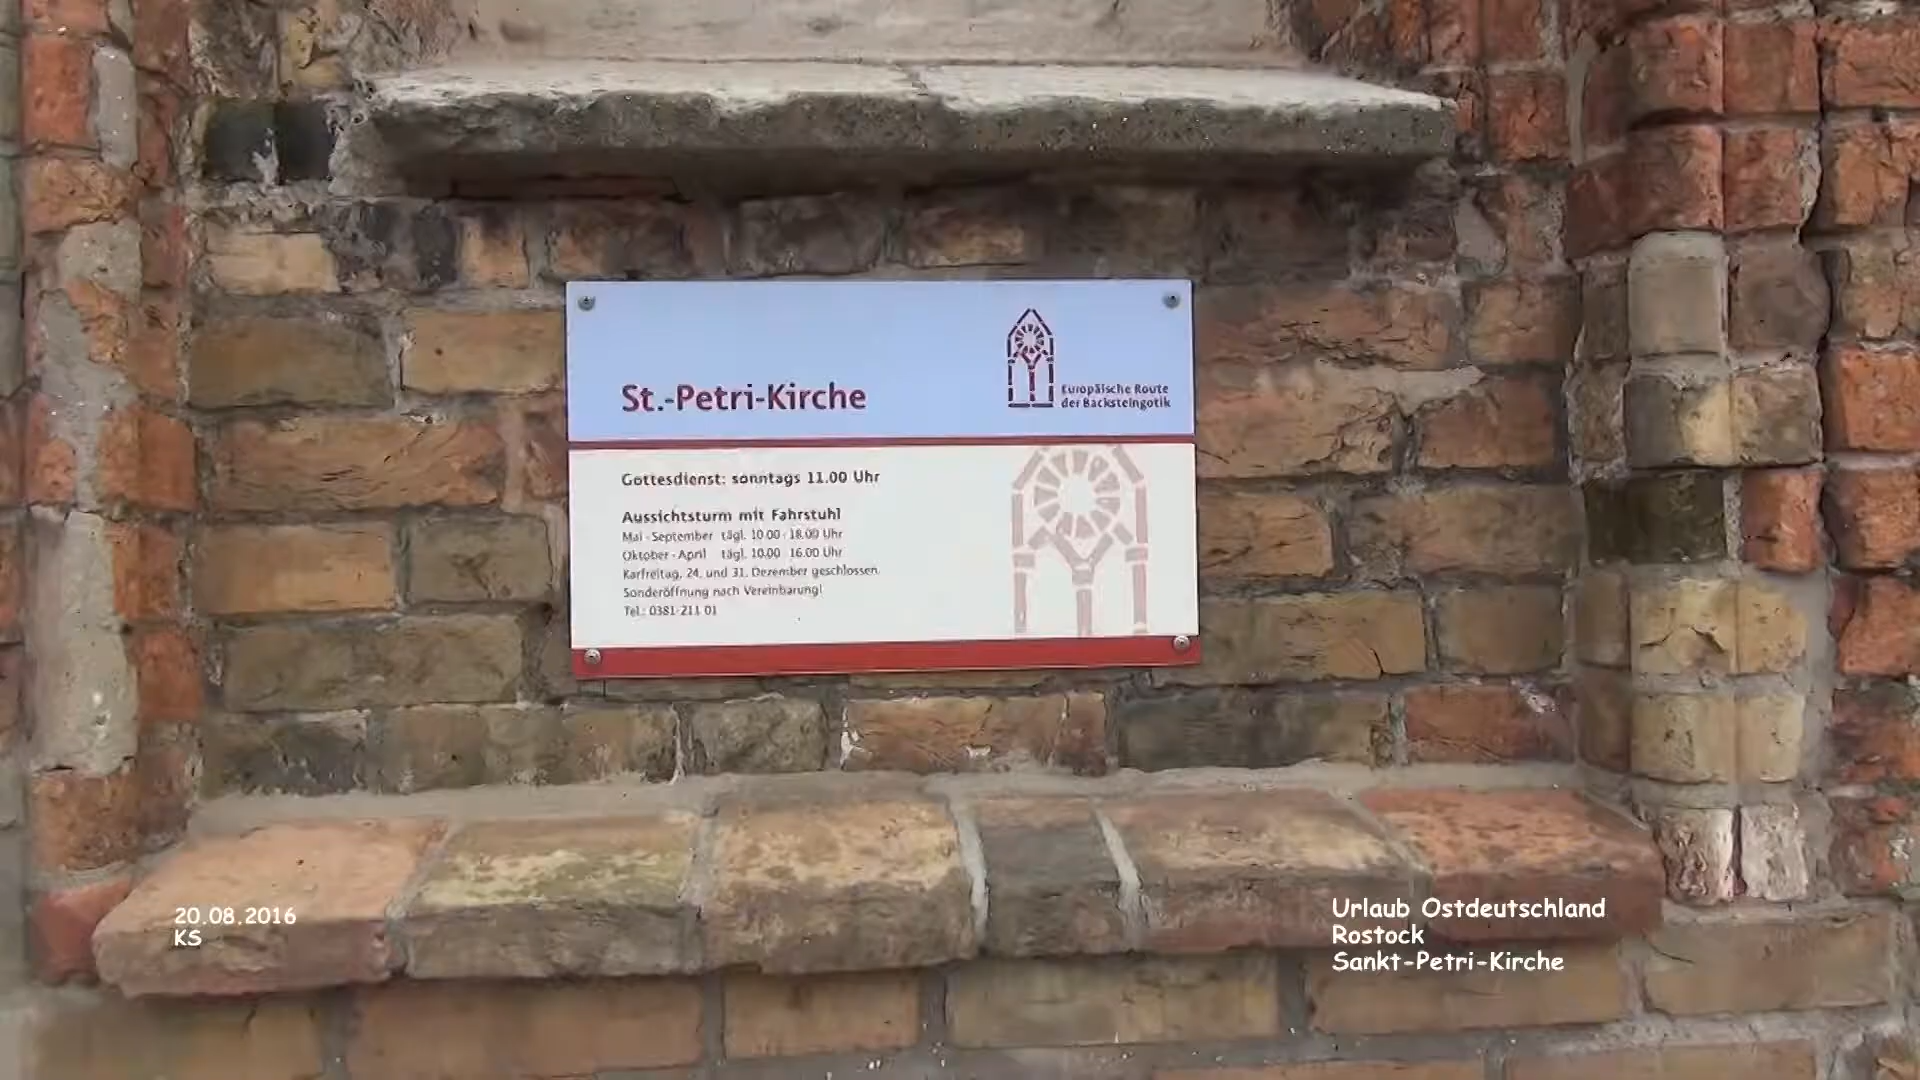 St.-Petri-Kirche
Europäische Route
der Backsteingotik
Gottesdienst: sonntags 11.00 Uhr
Aussichtsturm mit Fahrstuhl
Mai - September tägl. 10.00 - 18.00 Uhr
Oktober - April tägl. 10.00 16.00 Uhr
Karfreitag, 24. und 31. Dezember geschlossen.
Sonderöffnung nach Vereinbarung!
Tel.: 0381-211 01
20.08.2016
KS
Urlaub Ostdeutschland
Rostock
Sankt-Petri-Kirche